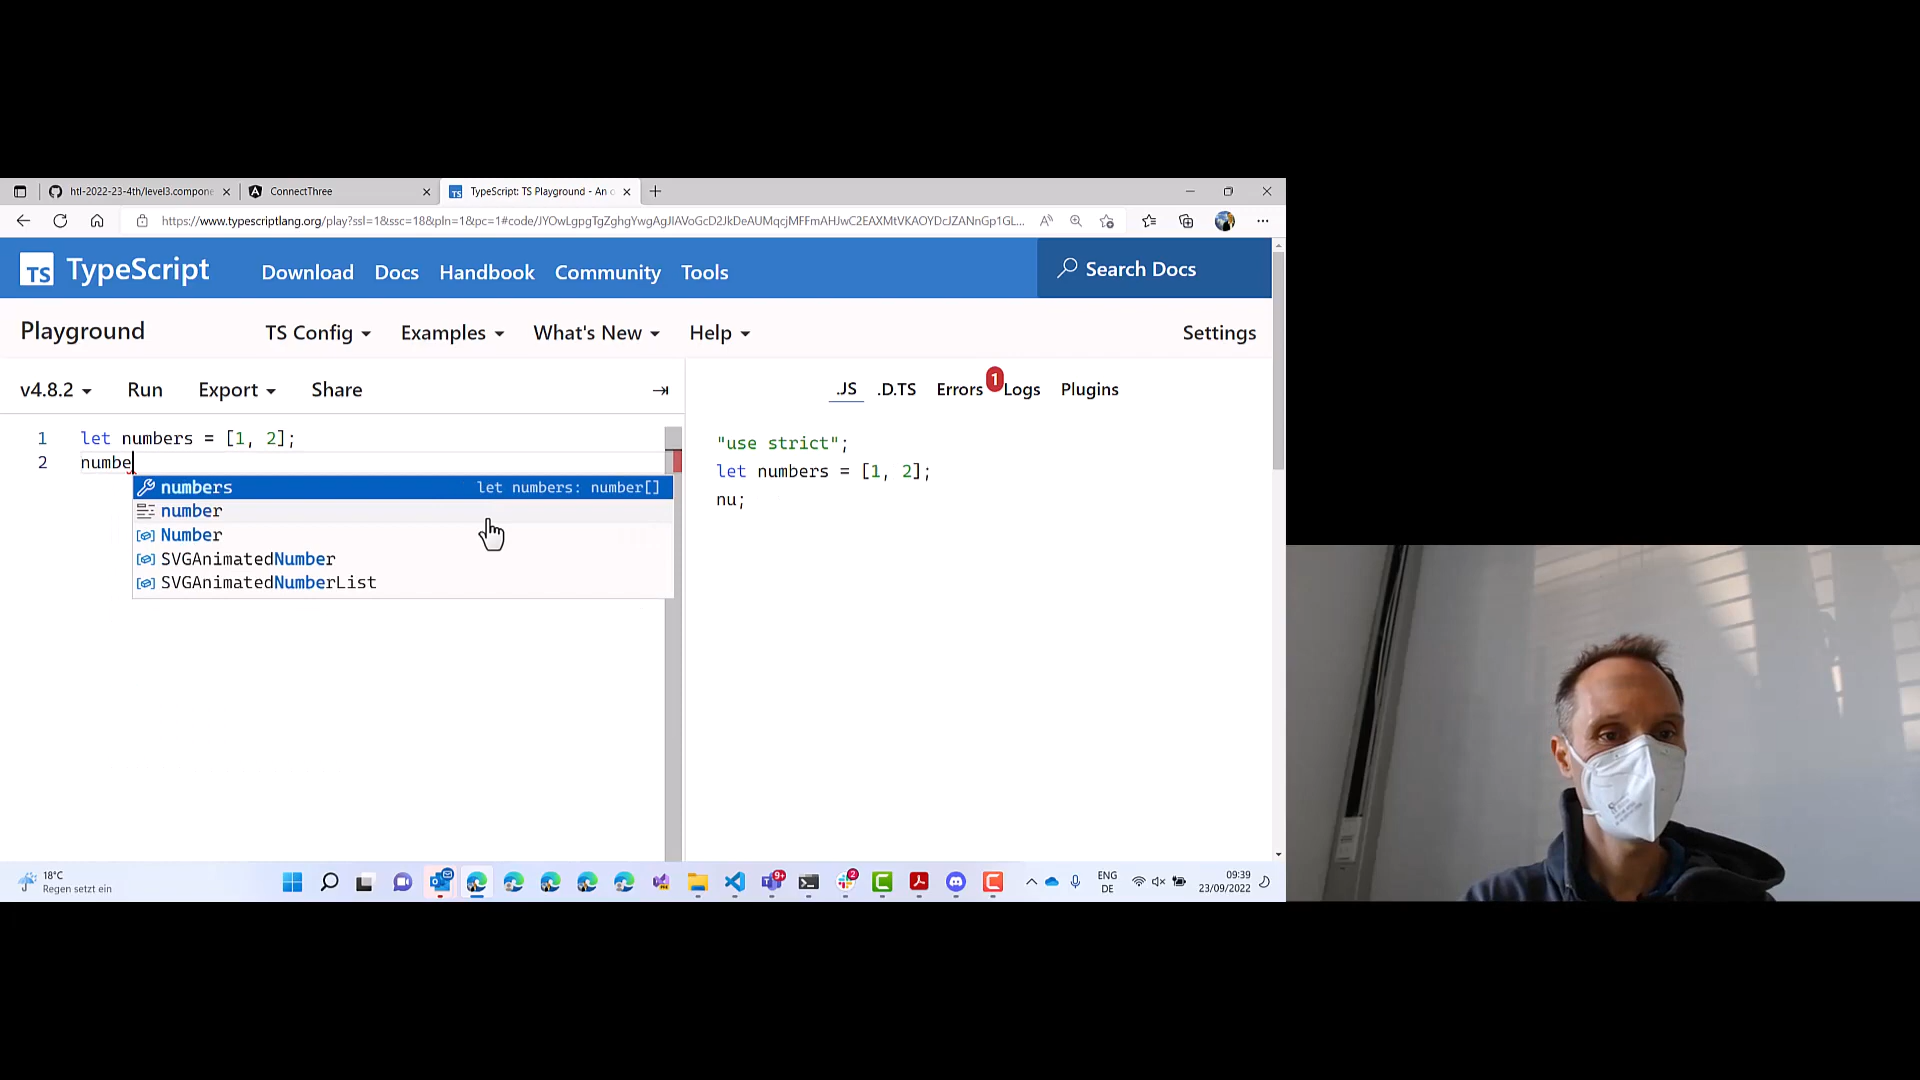 htl-2022-23-4th/level3.compone
ConnectThree
TS TypeScript: TS Playground - An o
https://www.typescriptlang.org/play?ssl=1&ssc=18&pln=1&pc=1#code/JYOwLgpgTgZghgYwgAgJIAVoGcD2JkDeAUMqcjMFFmAHJwC2EAXMtVKAOYDcJZANnGp1GL...
TS TypeScript
Download
Docs
Handbook
Community
Tools
Search Docs
Playground
TS Config
Examples
What's New
Help
Settings
v4.8.2
Run
Export
Share
.JS
.D.TS
Errors
1
Logs
Plugins
1 let numbers = [1, 2];
2 numbe
numbers let numbers: number[]
number
Number
SVGAnimatedNumber
SVGAnimatedNumberList
"use strict";
let numbers = [1, 2];
nu;
18°C
Regen setzt ein
9+
2
ENG
DE
09:39
23/09/2022